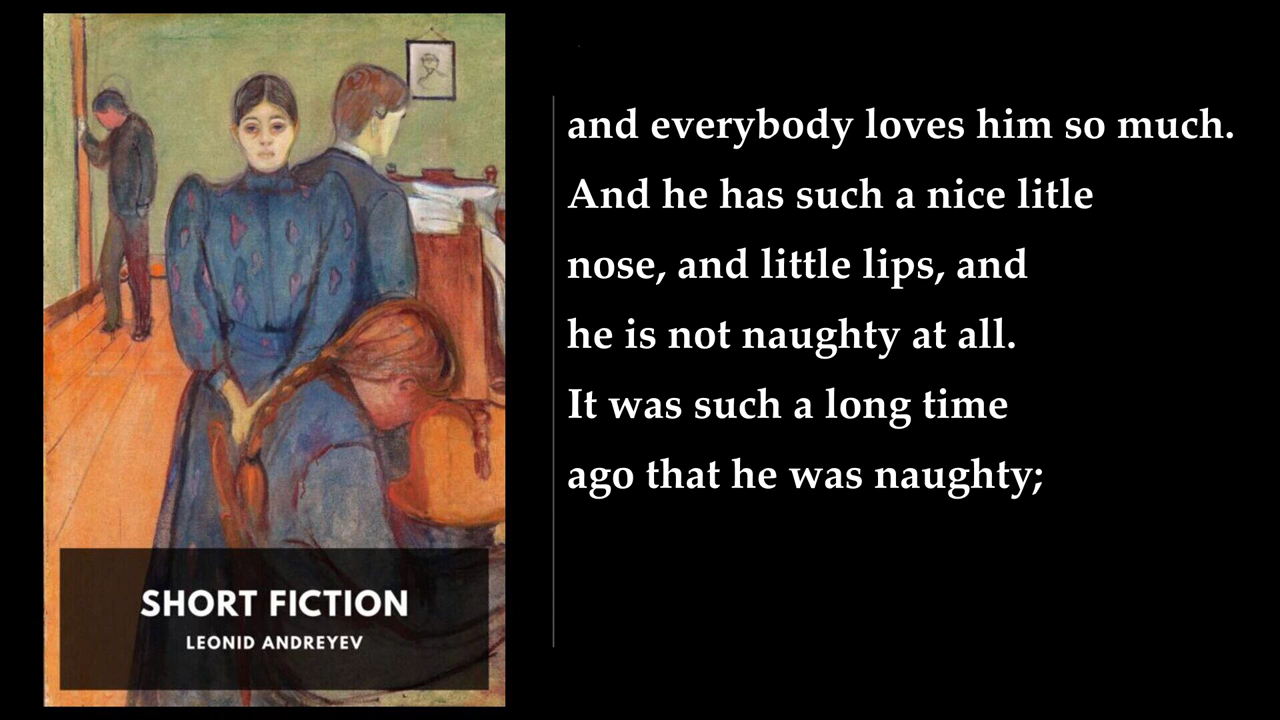 SHORT FICTION
LEONID ANDREYEV
and everybody loves him so much.
And he has such a nice litle
nose, and little lips, and
he is not naughty at all.
It was such a long time
ago that he was naughty;